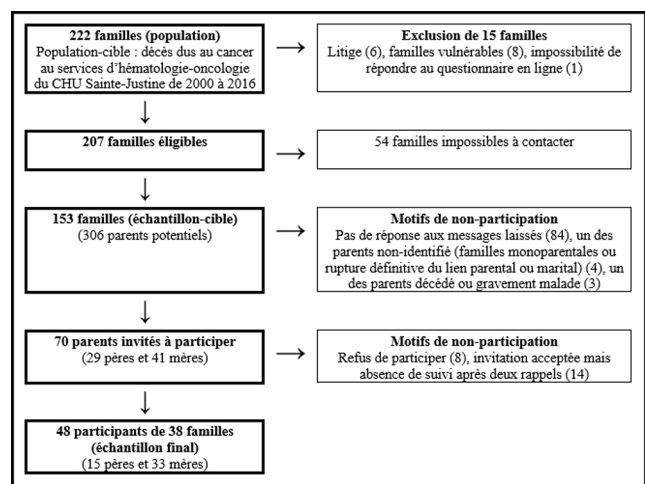 222 familles (population)
Population-cible : décès dus au cancer
au services d'hématologie-oncologie
du CHU Sainte-Justine de 2000 à 2016
Exclusion de 15 familles
Litige (6), familles vulnérables (8), impossibilité de
répondre au questionnaire en ligne (1)
207 familles éligibles
54 familles impossibles à contacter
153 familles (échantillon-cible)
(306 parents potentiels)
Motifs de non-participation
Pas de réponse aux messages laissés (84), un des
parents non-identifié (familles monoparentales ou
rupture définitive du lien parental ou marital) (4), un
des parents décédé ou gravement malade (3)
70 parents invités à participer
(29 pères et 41 mères)
Motifs de non-participation
Refus de participer (8), invitation acceptée mais
absence de suivi après deux rappels (14)
48 participants de 38 familles
(échantillon final)
(15 pères et 33 mères)